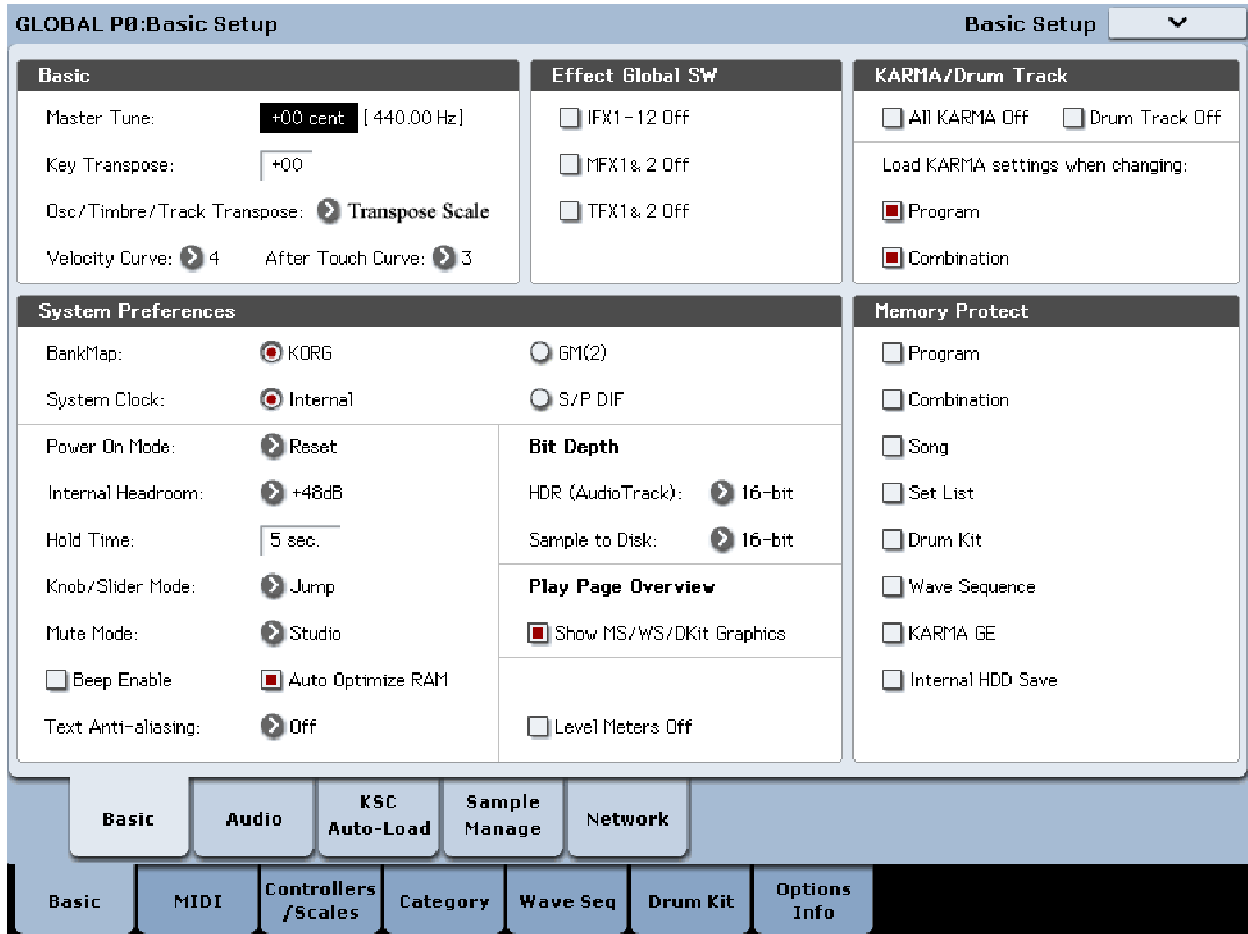 GLOBAL P0:Basic Setup
Basic Setup
Basic
Master Tune: +00 cent [440.00 Hz]
Key Transpose: +00
Osc/Timbre/Track Transpose: Transpose Scale
Velocity Curve: 4 After Touch Curve: 3
Effect Global SW
IFX1-12 Off
MFX1& 2 Off
TFX1& 2 Off
KARMA/Drum Track
All KARMA Off Drum Track Off
Load KARMA settings when changing:
Program
Combination
System Preferences
BankMap: KORG GM(2)
System Clock: Internal S/P DIF
Power On Mode: Reset
Internal Headroom: +48dB
Hold Time: 5 sec.
Knob/Slider Mode: Jump
Mute Mode: Studio
Beep Enable Auto Optimize RAM
Text Anti-aliasing: Off
Bit Depth
HDR (AudioTrack): 16-bit
Sample to Disk: 16-bit
Play Page Overview
Show MS/WS/DKit Graphics
Level Meters Off
Memory Protect
Program
Combination
Song
Set List
Drum Kit
Wave Sequence
KARMA GE
Internal HDD Save
Basic
Audio
KSC
Auto-Load
Sample
Manage
Network
Basic
MIDI
Controllers
/Scales
Category
Wave Seq
Drum Kit
Options
Info